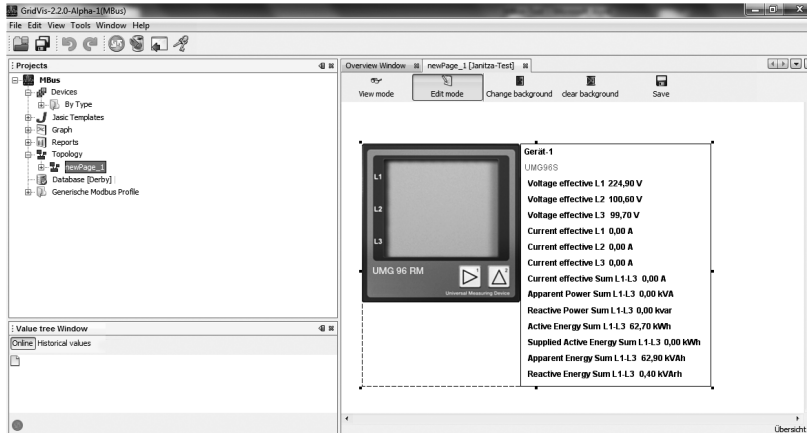 GridVis-2.2.0-Alpha-1(MBus)
File Edit View Tools Window Help
Projects
MBus
Devices
By Type
Jasic Templates
Graph
Reports
Topology
newPage_1
Database [Derby]
Generische Modbus Profile
Value tree Window
Online Historical values
Overview Window newPage_1 [Janitza-Test]
View mode Edit mode Change background clear background Save
L1
L2
L3
UMG 96 RM
Universal Measuring Device
Gerät-1
UMG96S
Voltage effective L1 224,90 V
Voltage effective L2 100,60 V
Voltage effective L3 99,70 V
Current effective L1 0,00 A
Current effective L2 0,00 A
Current effective L3 0,00 A
Current effective Sum L1-L3 0,00 A
Apparent Power Sum L1-L3 0,00 kVA
Reactive Power Sum L1-L3 0,00 kvar
Active Energy Sum L1-L3 62,70 kWh
Supplied Active Energy Sum L1-L3 0,00 kWh
Apparent Energy Sum L1-L3 62,90 kVAh
Reactive Energy Sum L1-L3 0,40 kVArh
Übersicht